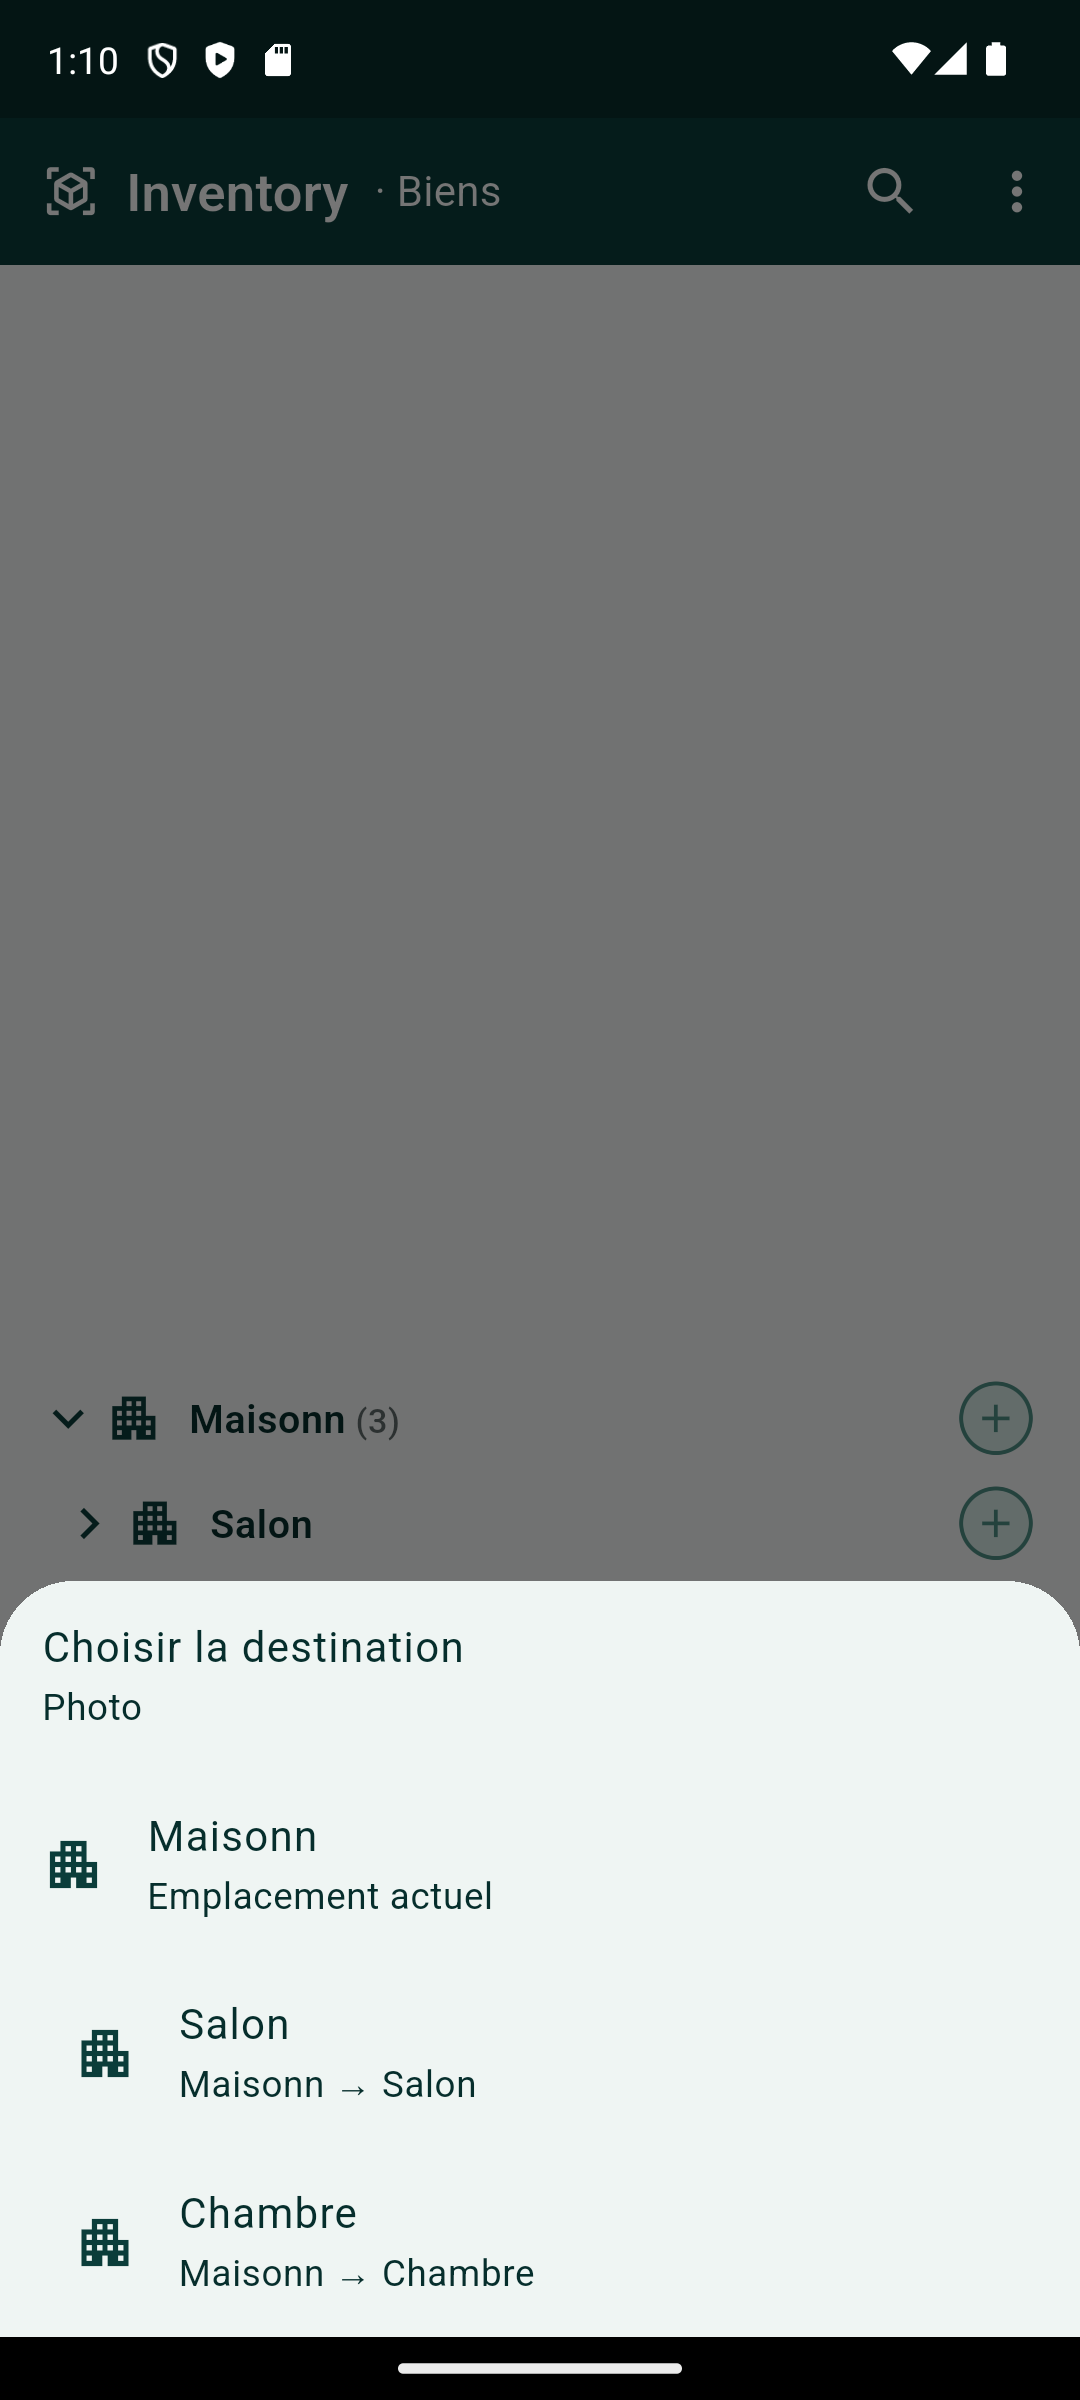 1:10
Inventory · Biens
Maisonn (3)
Salon
Choisir la destination
Photo
Maisonn
Emplacement actuel
Salon
Maisonn → Salon
Chambre
Maisonn → Chambre